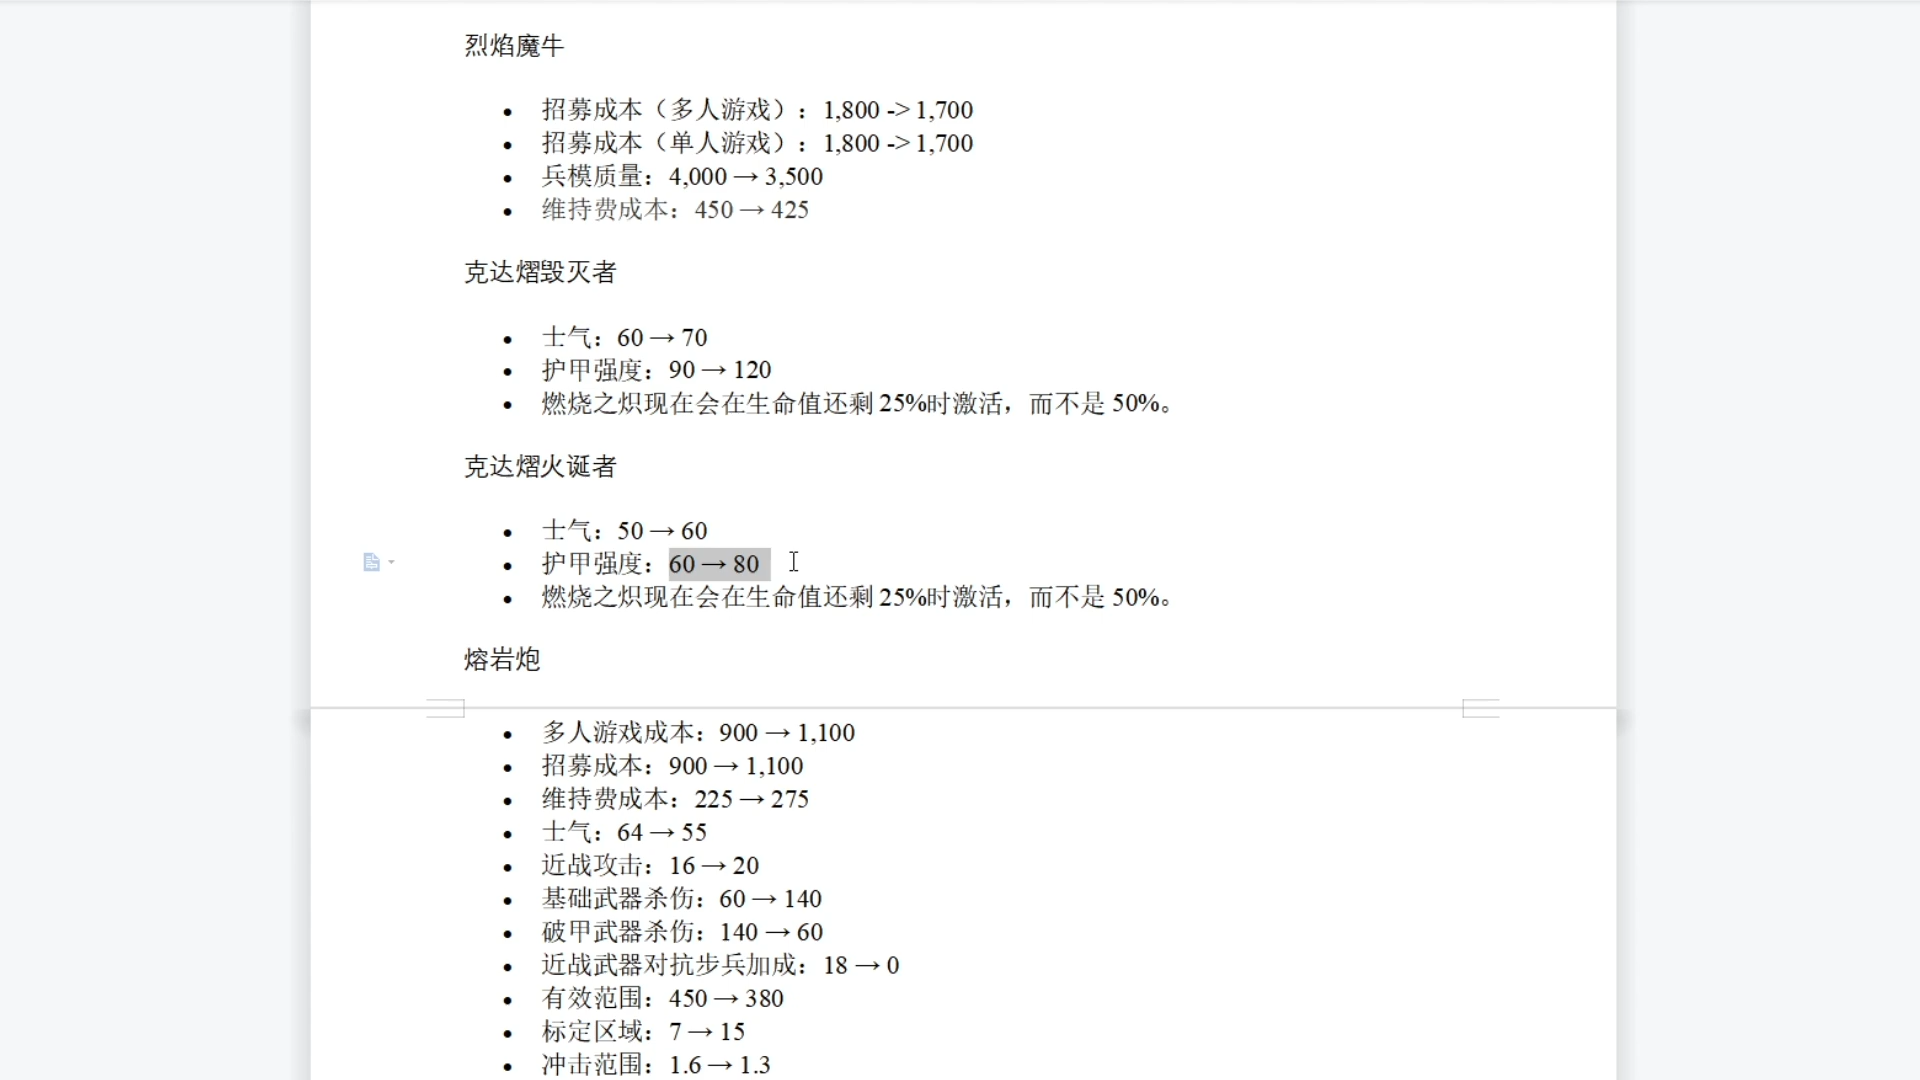 烈焰魔牛
• 招募成本（多人游戏）：1,800 -> 1,700
• 招募成本（单人游戏）：1,800 -> 1,700
• 兵模质量：4,000 → 3,500
• 维持费成本：450 → 425
克达熠毁灭者
• 士气：60 → 70
• 护甲强度：90 → 120
• 燃烧之炽现在会在生命值还剩 25%时激活，而不是 50%。
克达熠火诞者
• 士气：50 → 60
• 护甲强度：60 → 80
• 燃烧之炽现在会在生命值还剩 25%时激活，而不是 50%。
熔岩炮
• 多人游戏成本：900 → 1,100
• 招募成本：900 → 1,100
• 维持费成本：225 → 275
• 士气：64 → 55
• 近战攻击：16 → 20
• 基础武器杀伤：60 → 140
• 破甲武器杀伤：140 → 60
• 近战武器对抗步兵加成：18 → 0
• 有效范围：450 → 380
• 标定区域：7 → 15
• 冲击范围：1.6 → 1.3